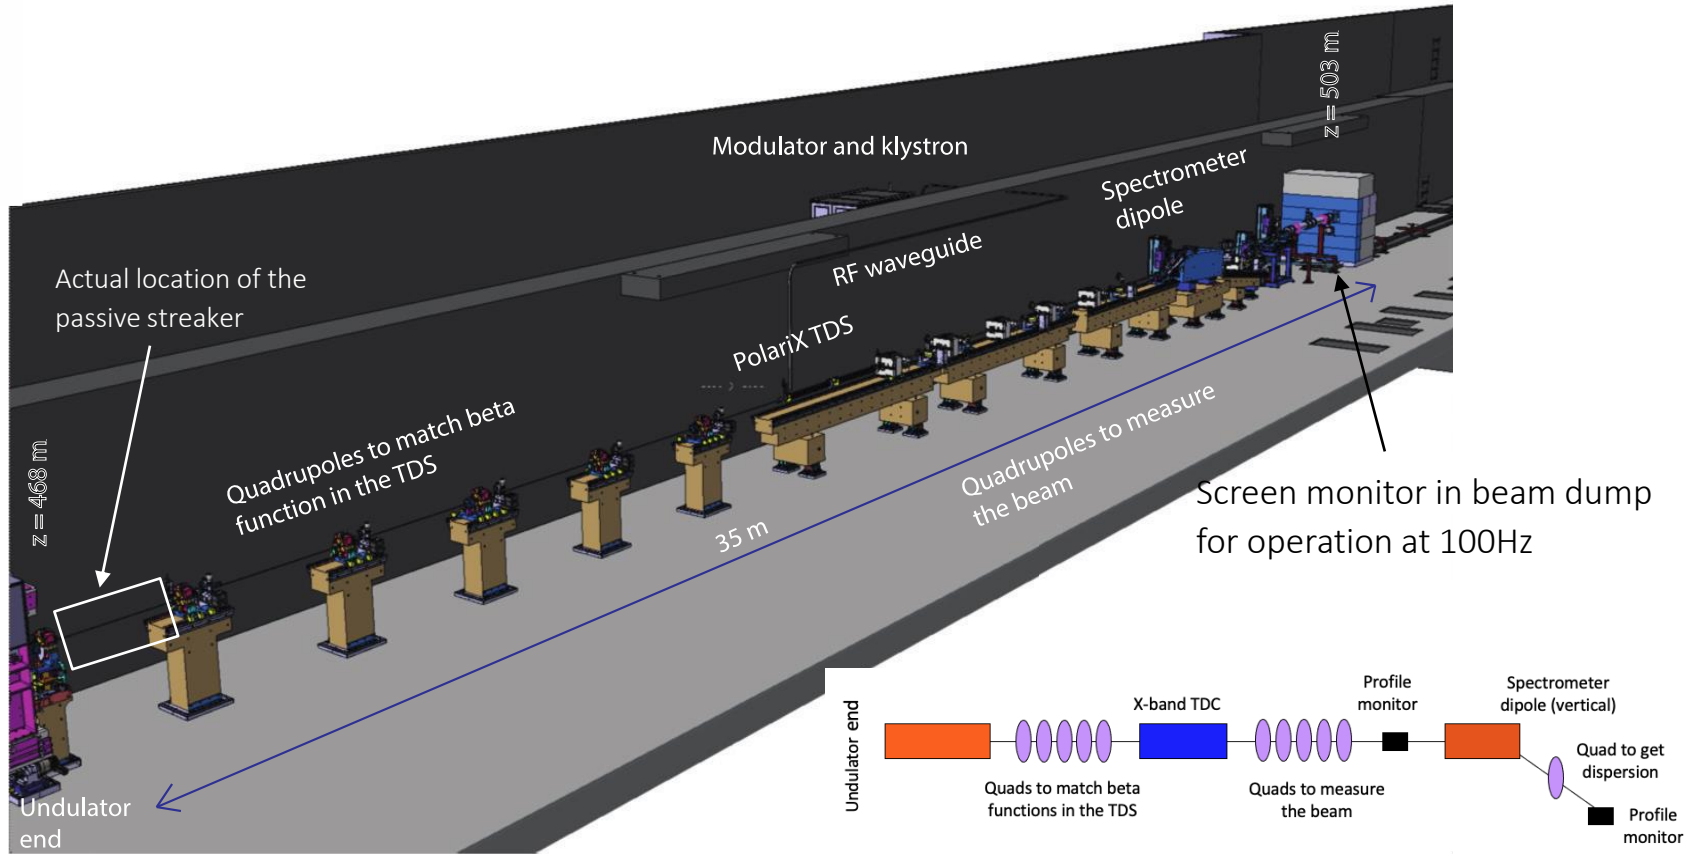 Modulator and klystron
z = 503 m
Spectrometer
dipole
RF waveguide
Actual location of the
passive streaker
PolariX TDS
Quadrupoles to match beta
function in the TDS
z = 468 m
Quadrupoles to measure
the beam
35 m
Screen monitor in beam dump
for operation at 100Hz
Undulator
end
Undulator end
X-band TDC
Profile
monitor
Spectrometer
dipole (vertical)
Quad to get
dispersion
Quads to match beta
functions in the TDS
Quads to measure
the beam
Profile
monitor